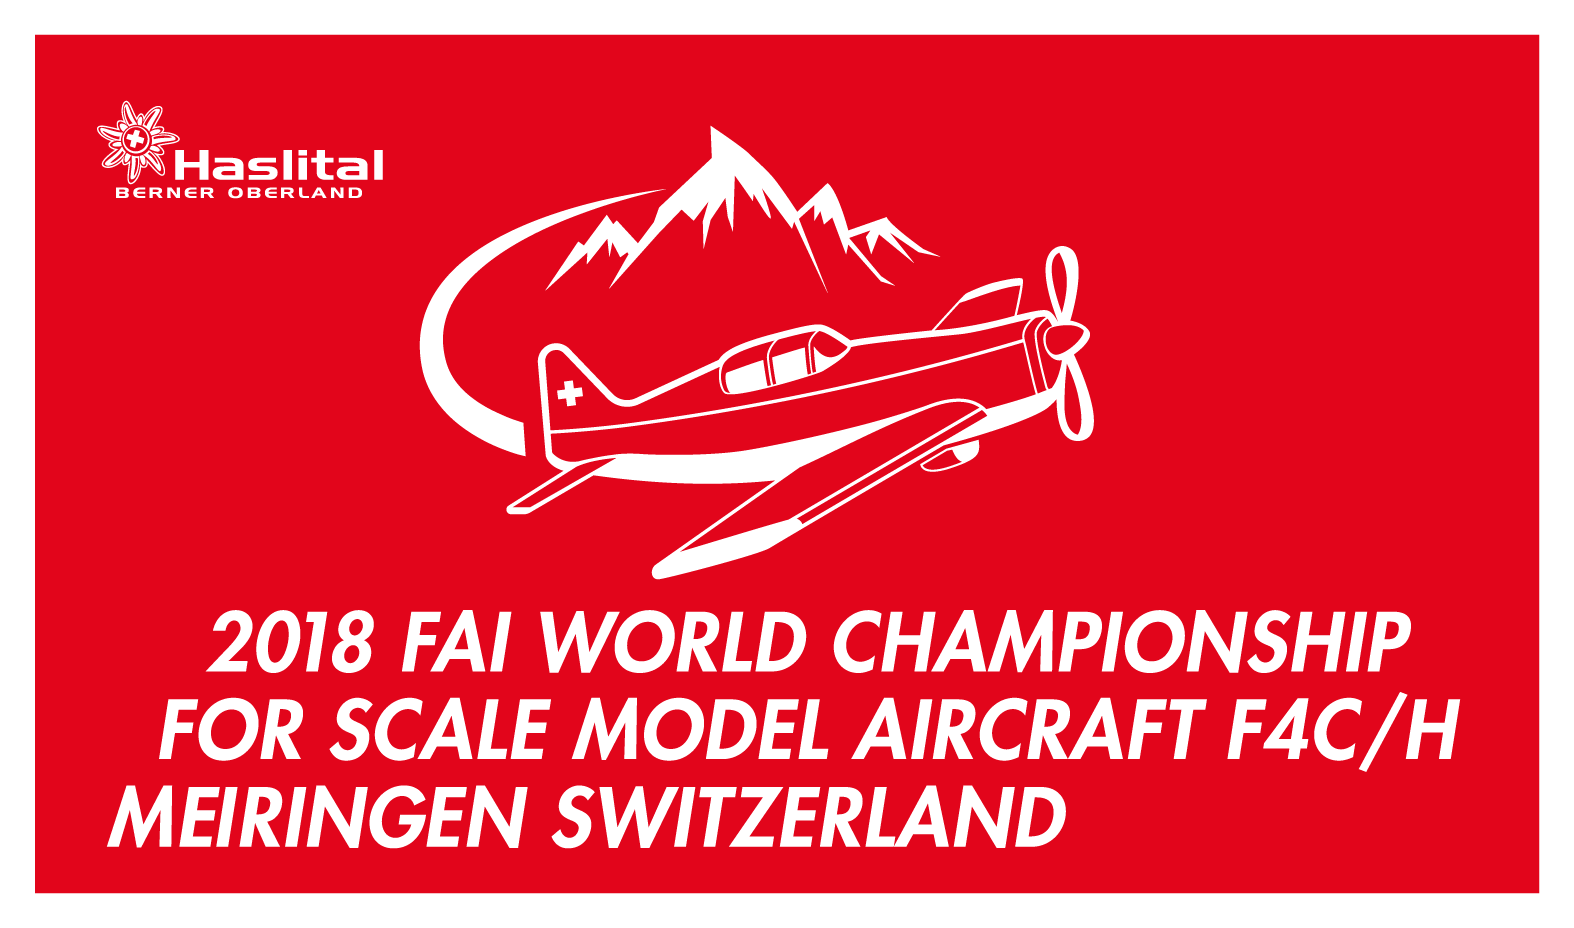 Haslital
BERNER OBERLAND
2018 FAI WORLD CHAMPIONSHIP
FOR SCALE MODEL AIRCRAFT F4C/H
MEIRINGEN SWITZERLAND